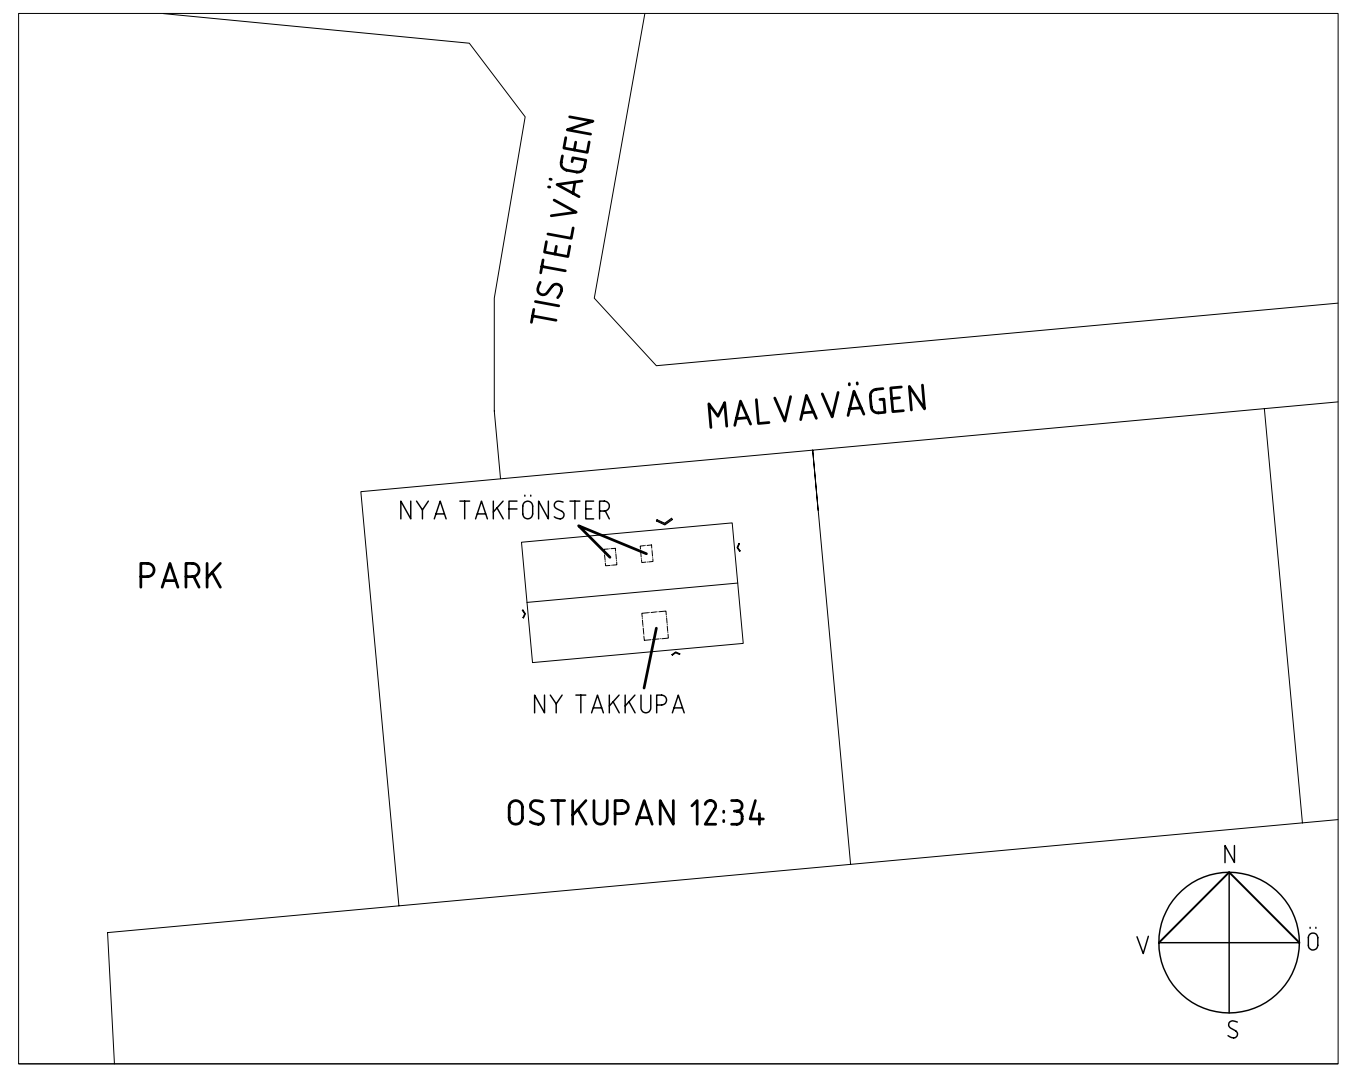 TISTELVÄGEN
MALVAVÄGEN
NYA TAKFÖNSTER
PARK
NY TAKKUPA
OSTKUPAN 12:34
N
V Ö
S